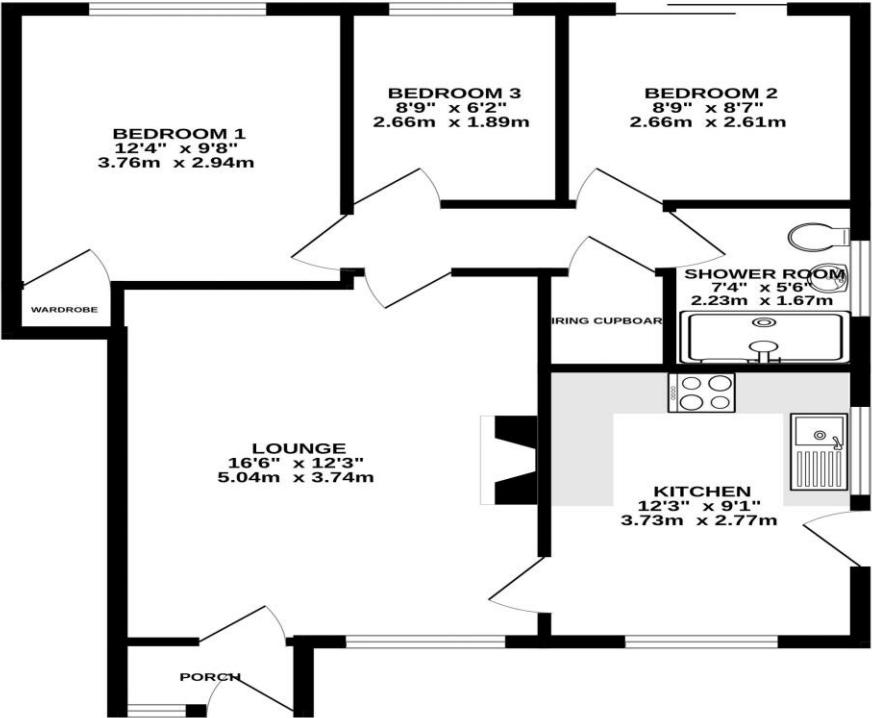 BEDROOM 1
12'4" x 9'8"
3.76m x 2.94m
BEDROOM 3
8'9" x 6'2"
2.66m x 1.89m
BEDROOM 2
8'9" x 8'7"
2.66m x 2.61m
WARDROBE
SHOWER ROOM
7'4" x 5'6"
2.23m x 1.67m
IRING CUPBOAR
LOUNGE
16'6" x 12'3"
5.04m x 3.74m
KITCHEN
12'3" x 9'1"
3.73m x 2.77m
PORCH